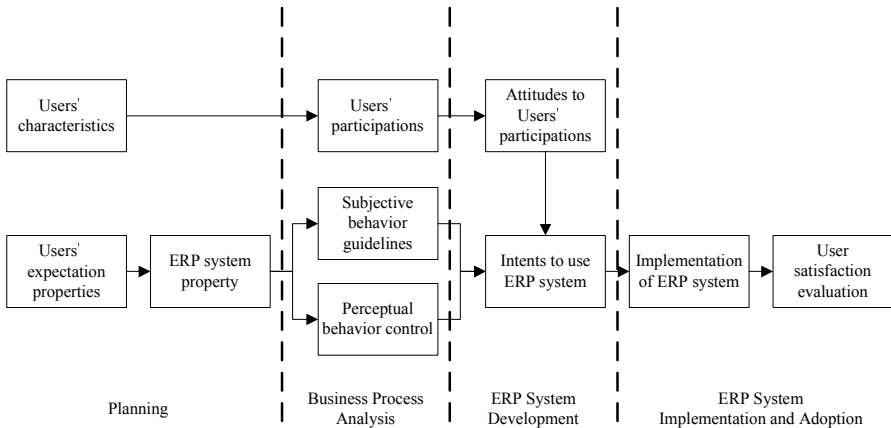 Users'
characteristics
Users'
participations
Attitudes to
Users'
participations
Subjective
behavior
guidelines
Users'
expectation
properties
ERP system
property
Perceptual
behavior control
Intents to use
ERP system
Implementation
of ERP system
User
satisfaction
evaluation
Planning
Business Process
Analysis
ERP System
Development
ERP System
Implementation and Adoption